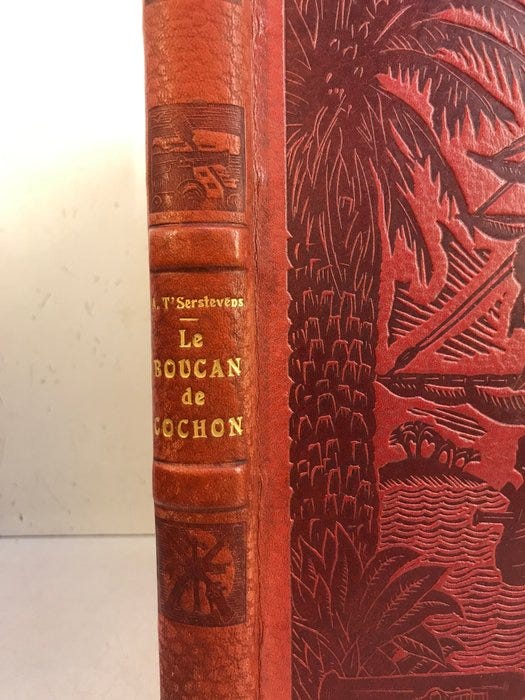 A. T'Serstevens
Le
BOUCAN
de
COCHON